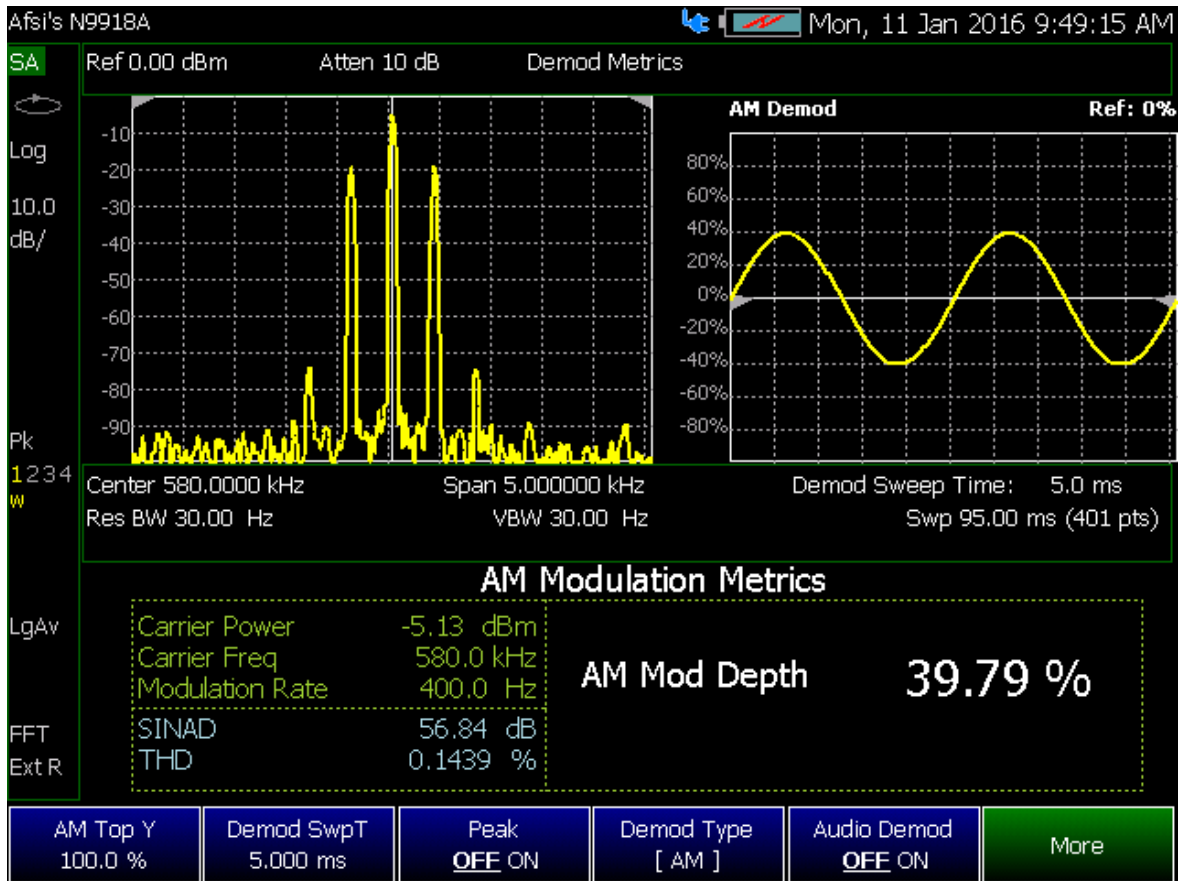 Afsi's N9918A
Mon, 11 Jan 2016 9:49:15 AM
SA
Ref 0.00 dBm Atten 10 dB Demod Metrics
Log
10.0
dB/
Pk
1234
W
LgAv
FFT
Ext R
-10
-20
-30
-40
-50
-60
-70
-80
-90
AM Demod Ref: 0%
80%
60%
40%
20%
0%
-20%
-40%
-60%
-80%
Center 580.0000 kHz Span 5.000000 kHz Demod Sweep Time: 5.0 ms
Res BW 30.00 Hz VBW 30.00 Hz Swp 95.00 ms (401 pts)
AM Modulation Metrics
Carrier Power -5.13 dBm
Carrier Freq 580.0 kHz
Modulation Rate 400.0 Hz
SINAD 56.84 dB
THD 0.1439 %
AM Mod Depth 39.79 %
AM Top Y
100.0 %
Demod SwpT
5.000 ms
Peak
OFF ON
Demod Type
[ AM ]
Audio Demod
OFF ON
More